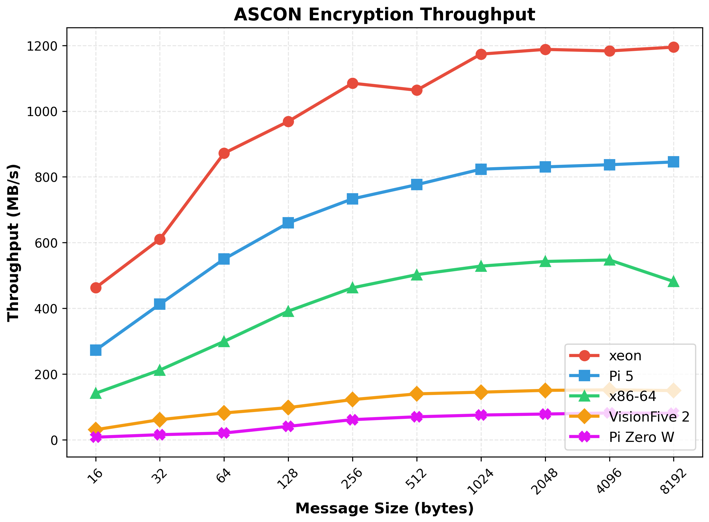 ASCON Encryption Throughput
Throughput (MB/s)
1200
1000
800
600
400
200
0
xeon
Pi 5
x86-64
VisionFive 2
Pi Zero W
16
32
64
128
256
512
1024
2048
4096
8192
Message Size (bytes)